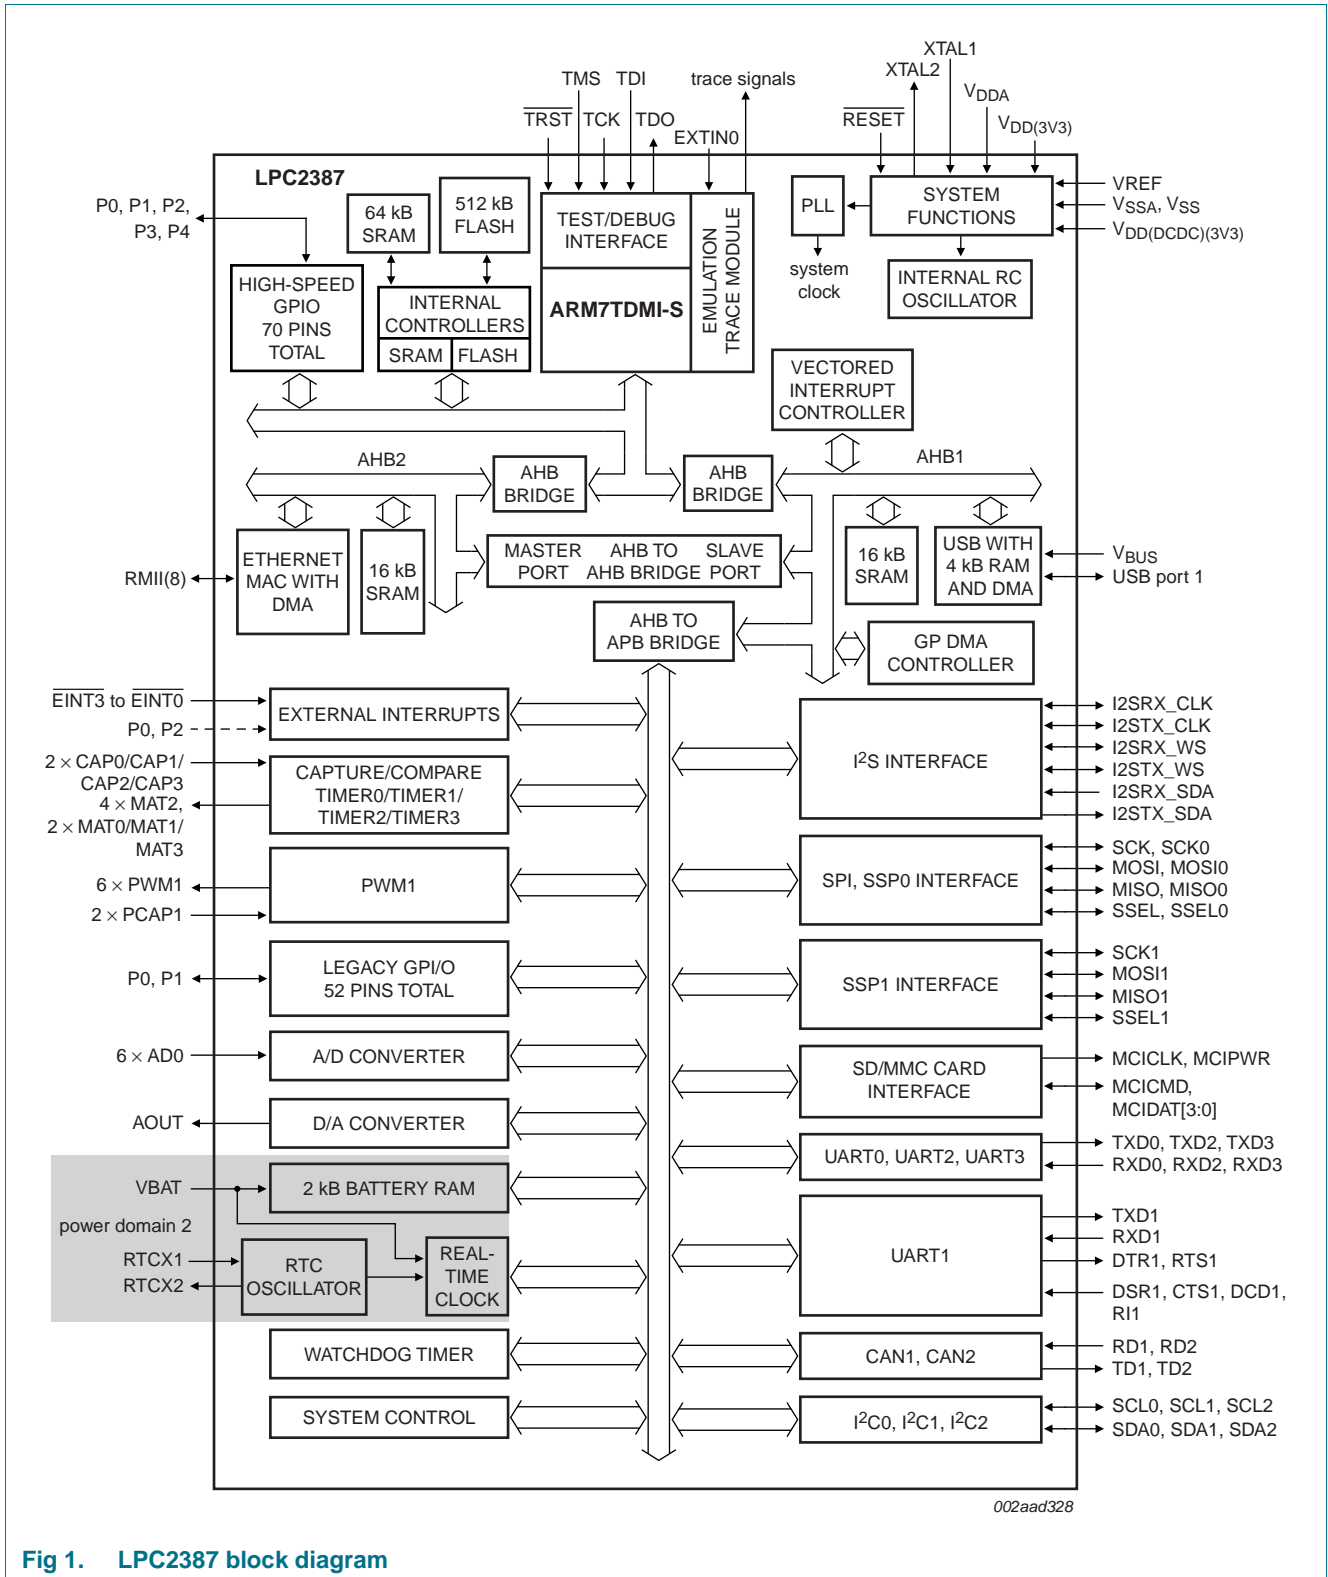 XTAL1
XTAL2
TMS TDI
trace signals
VDDA
TRST TCK TDO
EXTIN0
RESET
VDD(3V3)
LPC2387
P0, P1, P2,
P3, P4
64 kB
SRAM
512 kB
FLASH
TEST/DEBUG
INTERFACE
EMULATION
TRACE MODULE
PLL
SYSTEM
FUNCTIONS
VREF
VSSA, VSS
VDD(DCDC)(3V3)
system
clock
HIGH-SPEED
GPIO
70 PINS
TOTAL
INTERNAL
CONTROLLERS
SRAM FLASH
ARM7TDMI-S
INTERNAL RC
OSCILLATOR
VECTORED
INTERRUPT
CONTROLLER
AHB2
AHB
BRIDGE
AHB
BRIDGE
AHB1
ETHERNET
MAC WITH
DMA
16 kB
SRAM
MASTER AHB TO SLAVE
PORT AHB BRIDGE PORT
16 kB
SRAM
USB WITH
4 kB RAM
AND DMA
VBUS
USB port 1
RMII(8)
AHB TO
APB BRIDGE
GP DMA
CONTROLLER
EINT3 to EINT0
P0, P2
EXTERNAL INTERRUPTS
2 × CAP0/CAP1/
CAP2/CAP3
4 × MAT2,
2 × MAT0/MAT1/
MAT3
CAPTURE/COMPARE
TIMER0/TIMER1/
TIMER2/TIMER3
6 × PWM1
2 × PCAP1
PWM1
P0, P1
LEGACY GPI/O
52 PINS TOTAL
6 × AD0
A/D CONVERTER
AOUT
D/A CONVERTER
VBAT
2 kB BATTERY RAM
power domain 2
RTCX1
RTCX2
RTC
OSCILLATOR
REAL-
TIME
CLOCK
WATCHDOG TIMER
SYSTEM CONTROL
I2S INTERFACE
I2SRX_CLK
I2STX_CLK
I2SRX_WS
I2STX_WS
I2SRX_SDA
I2STX_SDA
SPI, SSP0 INTERFACE
SCK, SCK0
MOSI, MOSI0
MISO, MISO0
SSEL, SSEL0
SSP1 INTERFACE
SCK1
MOSI1
MISO1
SSEL1
SD/MMC CARD
INTERFACE
MCICLK, MCIPWR
MCICMD,
MCIDAT[3:0]
UART0, UART2, UART3
TXD0, TXD2, TXD3
RXD0, RXD2, RXD3
UART1
TXD1
RXD1
DTR1, RTS1
DSR1, CTS1, DCD1,
RI1
CAN1, CAN2
RD1, RD2
TD1, TD2
I2C0, I2C1, I2C2
SCL0, SCL1, SCL2
SDA0, SDA1, SDA2
002aad328
Fig 1. LPC2387 block diagram